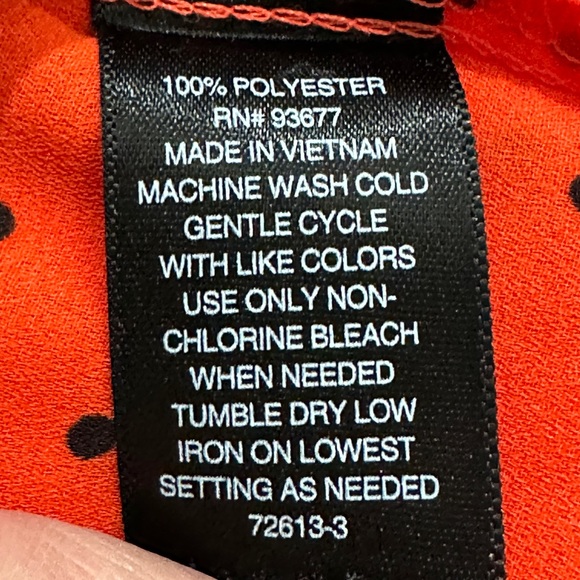 100% POLYESTER
RN# 93677
MADE IN VIETNAM
MACHINE WASH COLD
GENTLE CYCLE
WITH LIKE COLORS
USE ONLY NON-
CHLORINE BLEACH
WHEN NEEDED
TUMBLE DRY LOW
IRON ON LOWEST
SETTING AS NEEDED
72613-3